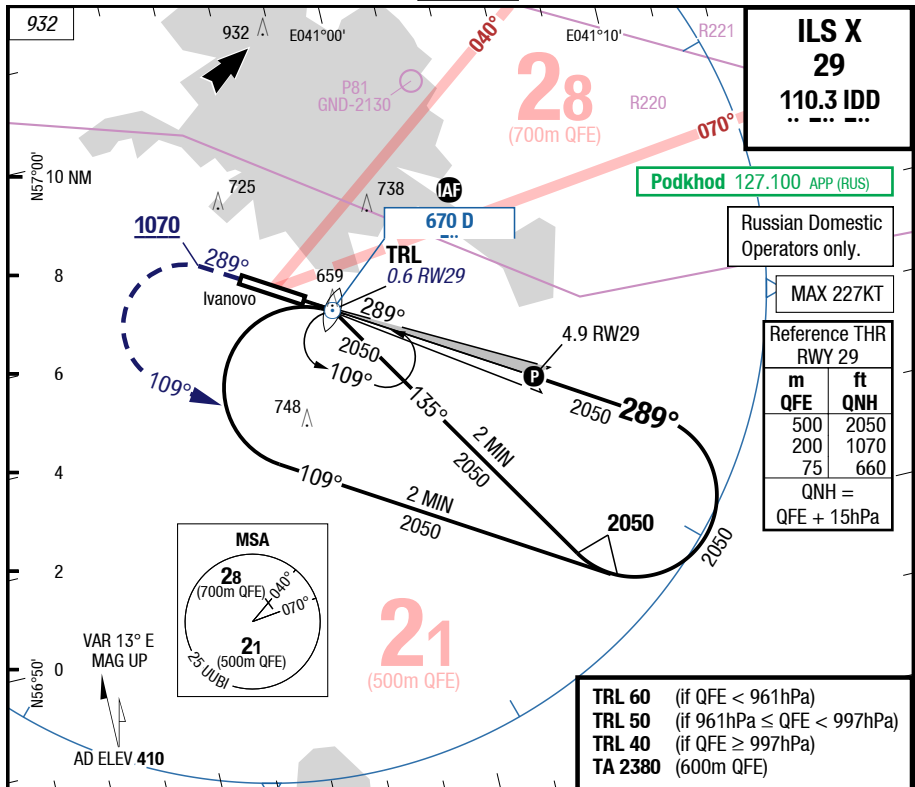 932
932
E041°00'
040°
E041°10'
R221
ILS X
29
110.3 IDD
P81
GND-2130
28
(700m QFE)
R220
070°
N57°00'
10 NM
725
738
IAF
Podkhod 127.100 APP (RUS)
670 D
Russian Domestic
Operators only.
1070
289°
TRL
0.6 RW29
8
659
Ivanovo
289°
MAX 227KT
4.9 RW29
2050
109°
Reference THR
RWY 29
m ft
QFE QNH
500 2050
200 1070
75 660
QNH =
QFE + 15hPa
6
109°
P
135°
2050
289°
748
2 MIN
2050
4
109°
2 MIN
2050
2050
2050
MSA
28
(700m QFE)
040°
070°
21
(500m QFE)
25 UUBI
2
21
(500m QFE)
VAR 13° E
MAG UP
N56°50'
0
AD ELEV 410
TRL 60 (if QFE < 961hPa)
TRL 50 (if 961hPa ≤ QFE < 997hPa)
TRL 40 (if QFE ≥ 997hPa)
TA 2380 (600m QFE)